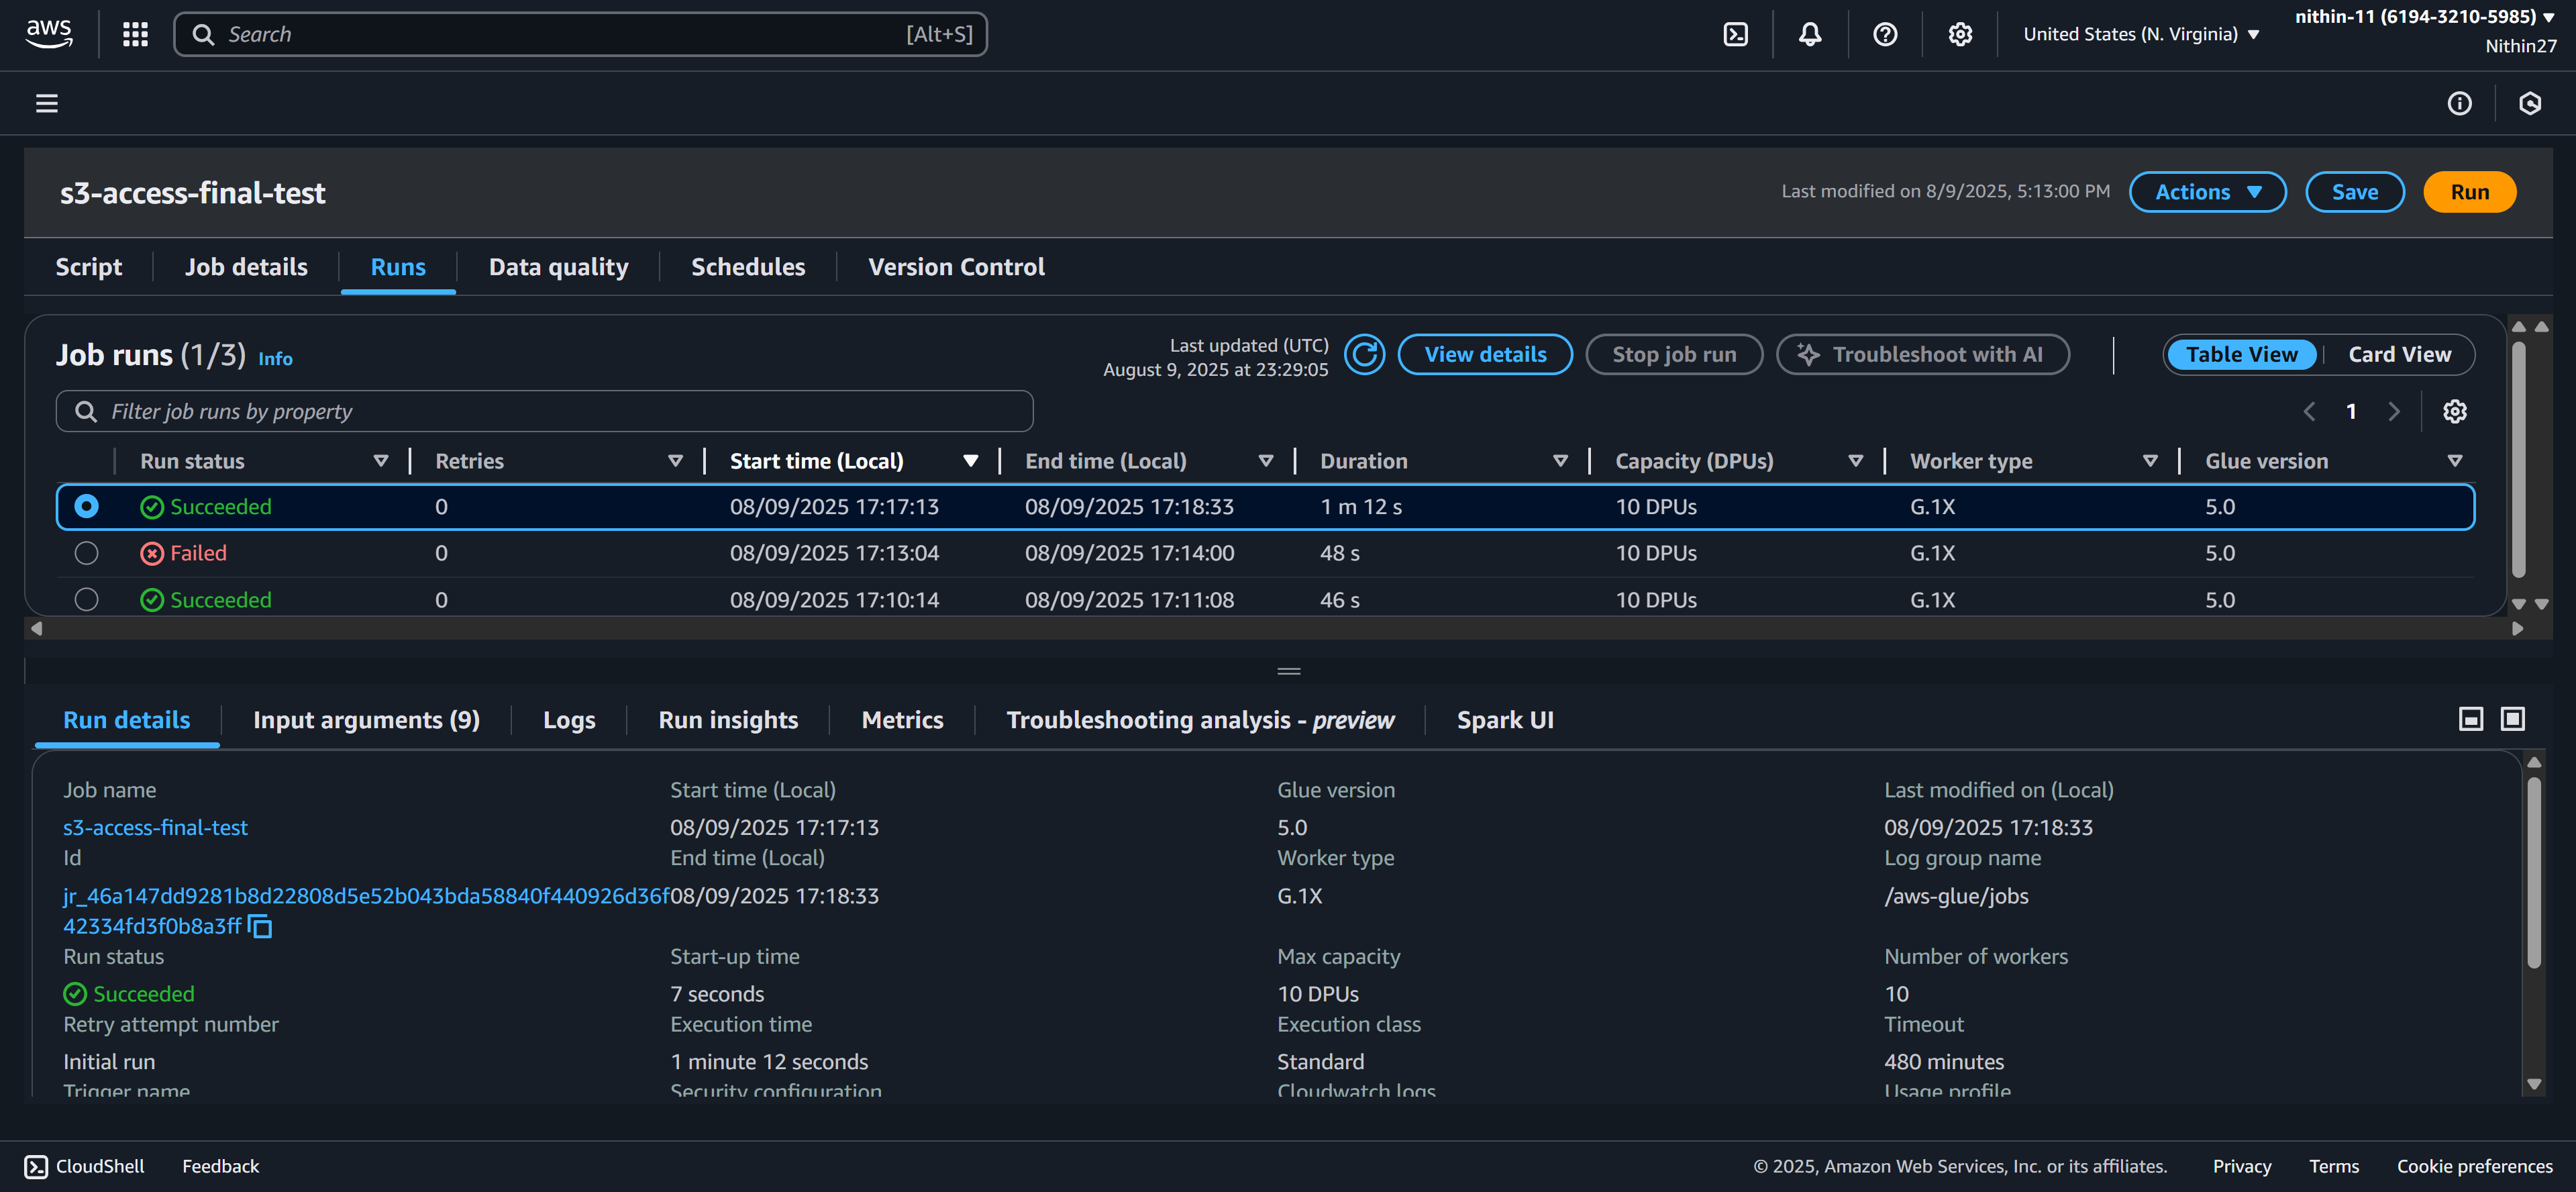 aws
Search
[Alt+S]
United States (N. Virginia)
nithin-11 (6194-3210-5985)
Nithin27
s3-access-final-test
Last modified on 8/9/2025, 5:13:00 PM
Actions
Save
Run
Script
Job details
Runs
Data quality
Schedules
Version Control
Job runs (1/3) Info
Last updated (UTC)
August 9, 2025 at 23:29:05
View details
Stop job run
Troubleshoot with AI
Table View
Card View
Filter job runs by property
1
Run status Retries Start time (Local) End time (Local) Duration Capacity (DPUs) Worker type Glue version
Succeeded 0 08/09/2025 17:17:13 08/09/2025 17:18:33 1 m 12 s 10 DPUs G.1X 5.0
Failed 0 08/09/2025 17:13:04 08/09/2025 17:14:00 48 s 10 DPUs G.1X 5.0
Succeeded 0 08/09/2025 17:10:14 08/09/2025 17:11:08 46 s 10 DPUs G.1X 5.0
Run details
Input arguments (9)
Logs
Run insights
Metrics
Troubleshooting analysis - preview
Spark UI
Job name
s3-access-final-test
Id
jr_46a147dd9281b8d22808d5e52b043bda58840f440926d36f
42334fd3f0b8a3ff
Run status
Succeeded
Retry attempt number
Initial run
Trigger name
Start time (Local)
08/09/2025 17:17:13
End time (Local)
08/09/2025 17:18:33
Start-up time
7 seconds
Execution time
1 minute 12 seconds
Security configuration
Glue version
5.0
Worker type
G.1X
Max capacity
10 DPUs
Execution class
Standard
Cloudwatch logs
Last modified on (Local)
08/09/2025 17:18:33
Log group name
/aws-glue/jobs
Number of workers
10
Timeout
480 minutes
Usage profile
CloudShell
Feedback
© 2025, Amazon Web Services, Inc. or its affiliates.
Privacy
Terms
Cookie preferences